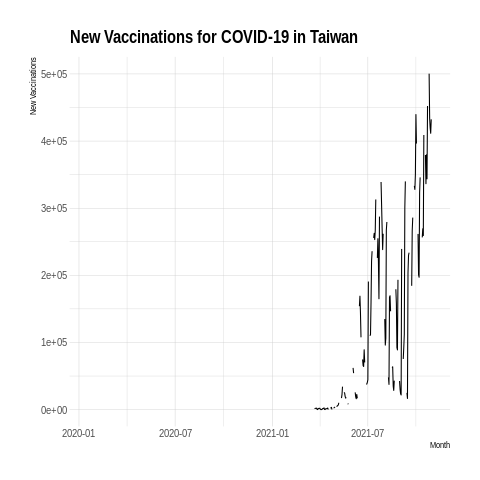 New Vaccinations for COVID-19 in Taiwan
New Vaccinations
5e+05
4e+05
3e+05
2e+05
1e+05
0e+00
2020-01 2020-07 2021-01 2021-07
Month